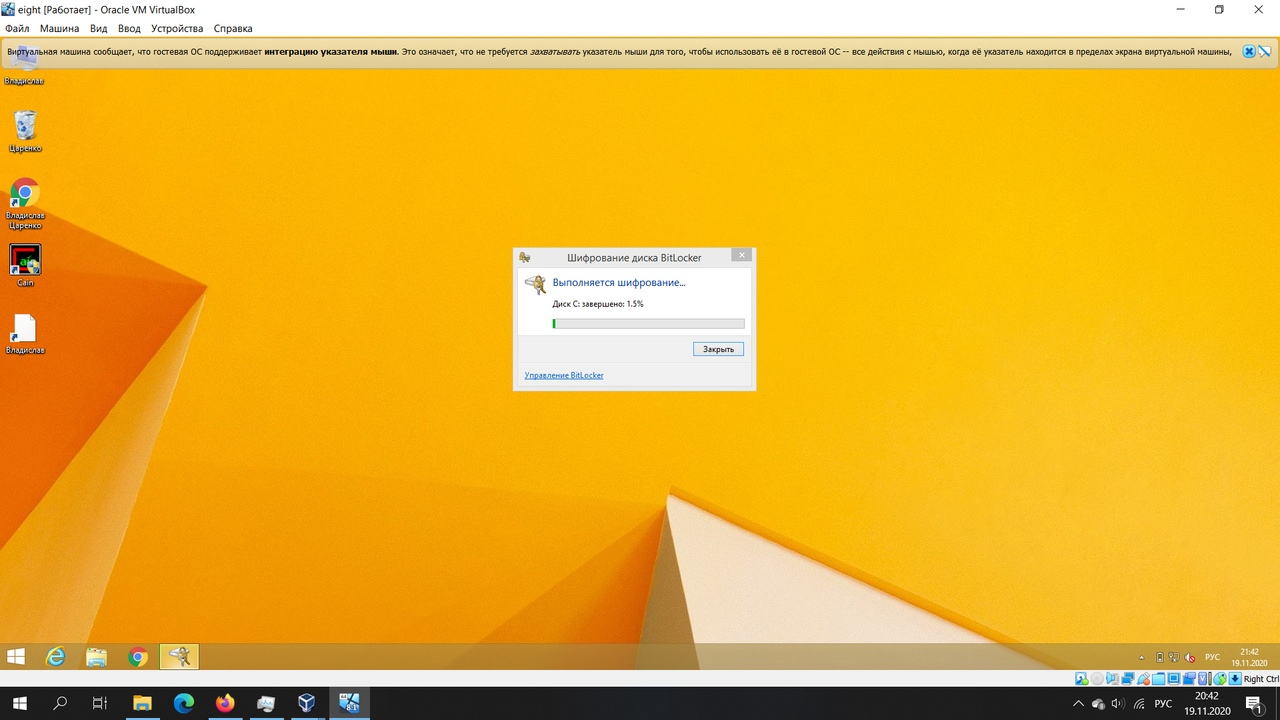 eight [Работает] - Oracle VM VirtualBox
Файл Машина Вид Ввод Устройства Справка
Виртуальная машина сообщает, что гостевая ОС поддерживает интеграцию указателя мыши. Это означает, что не требуется захватывать указатель мыши для того, чтобы использовать её в гостевой ОС -- все действия с мышью, когда её указатель находится в пределах экрана виртуальной машины,
Владислав
Царенко
Владислав
Царенко
Cain
Владислав
Шифрование диска BitLocker
Выполняется шифрование...
Диск C: завершено: 1.5%
Закрыть
Управление BitLocker
РУС
21:42
19.11.2020
Right Ctrl
РУС
20:42
19.11.2020
1